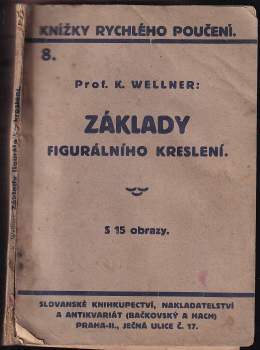 KNÍŽKY RYCHLÉHO POUČENÍ.
8.
Prof. K. WELLNER:
ZÁKLADY
FIGURÁLNÍHO KRESLENÍ.
S 15 obrazy.
SLOVANSKÉ KNIHKUPECTVÍ, NAKLADATELSTVÍ
A ANTIKVARIÁT (BAČKOVSKÝ A HACH)
PRAHA-II., JEČNÁ ULICE Č. 17.